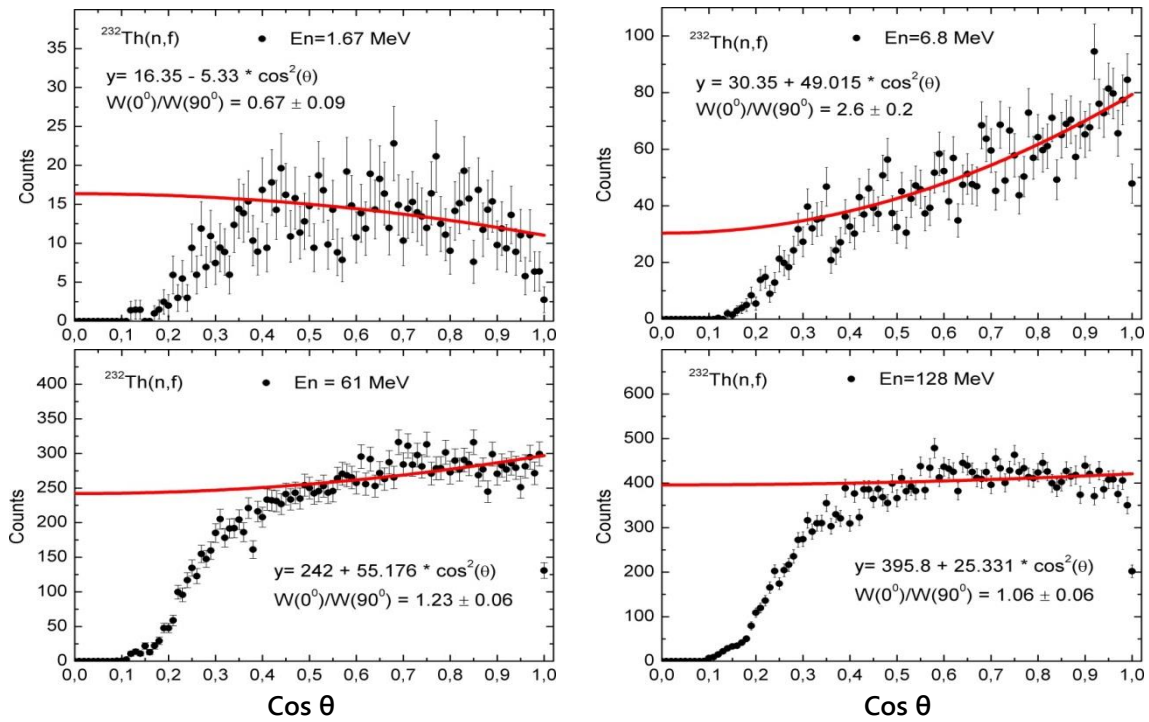 ²³²Th(n,f) ● En=1.67 MeV
y= 16.35 - 5.33 * cos²(θ)
W(0⁰)/W(90⁰) = 0.67 ± 0.09
Counts
35
30
25
20
15
10
5
0
0,0 0,1 0,2 0,3 0,4 0,5 0,6 0,7 0,8 0,9 1,0
²³²Th(n,f) ● En=6.8 MeV
y = 30.35 + 49.015 * cos²(θ)
W(0⁰)/W(90⁰) = 2.6 ± 0.2
Counts
100
80
60
40
20
0
0,0 0,1 0,2 0,3 0,4 0,5 0,6 0,7 0,8 0,9 1,0
²³²Th(n,f) ● En = 61 MeV
Counts
400
350
300
250
200
150
100
50
0
y= 242 + 55.176 * cos²(θ)
W(0⁰)/W(90⁰) = 1.23 ± 0.06
0,0 0,1 0,2 0,3 0,4 0,5 0,6 0,7 0,8 0,9 1,0
Cos θ
²³²Th(n,f) ● En=128 MeV
Counts
600
500
400
300
200
100
0
y= 395.8 + 25.331 * cos²(θ)
W(0⁰)/W(90⁰) = 1.06 ± 0.06
0,0 0,1 0,2 0,3 0,4 0,5 0,6 0,7 0,8 0,9 1,0
Cos θ